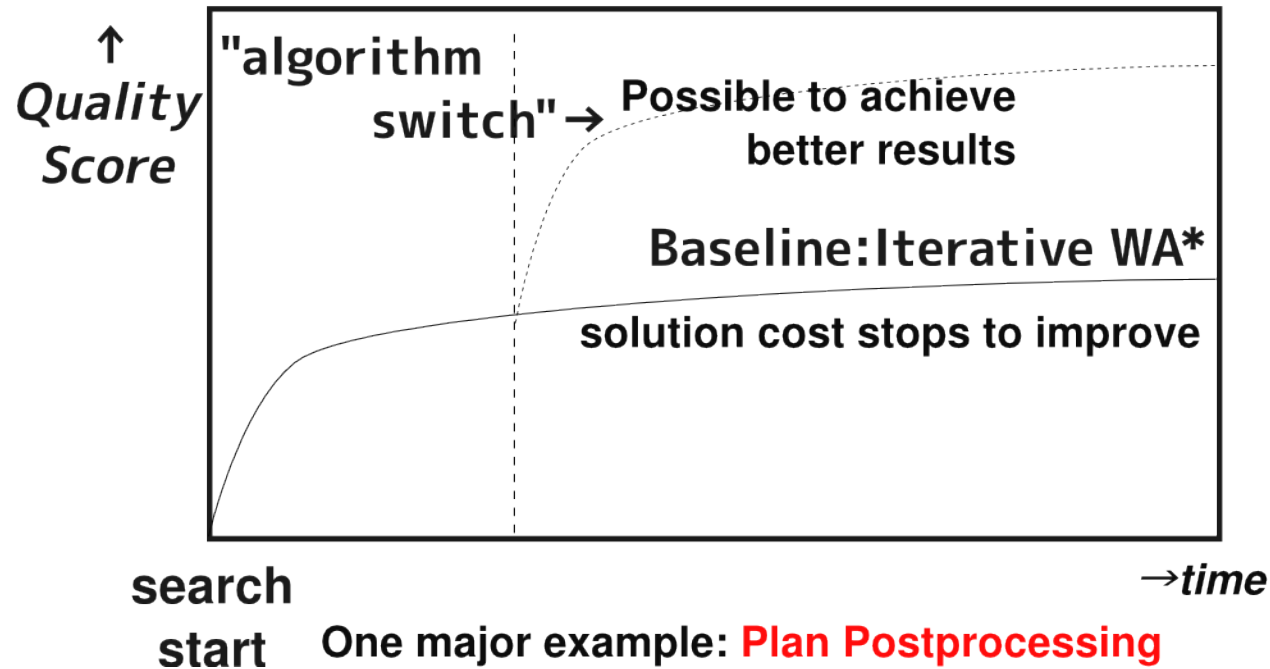 ↑
Quality
Score
"algorithm
switch"→
Possible to achieve
better results
Baseline:Iterative WA*
solution cost stops to improve
→time
search
start
One major example: Plan Postprocessing